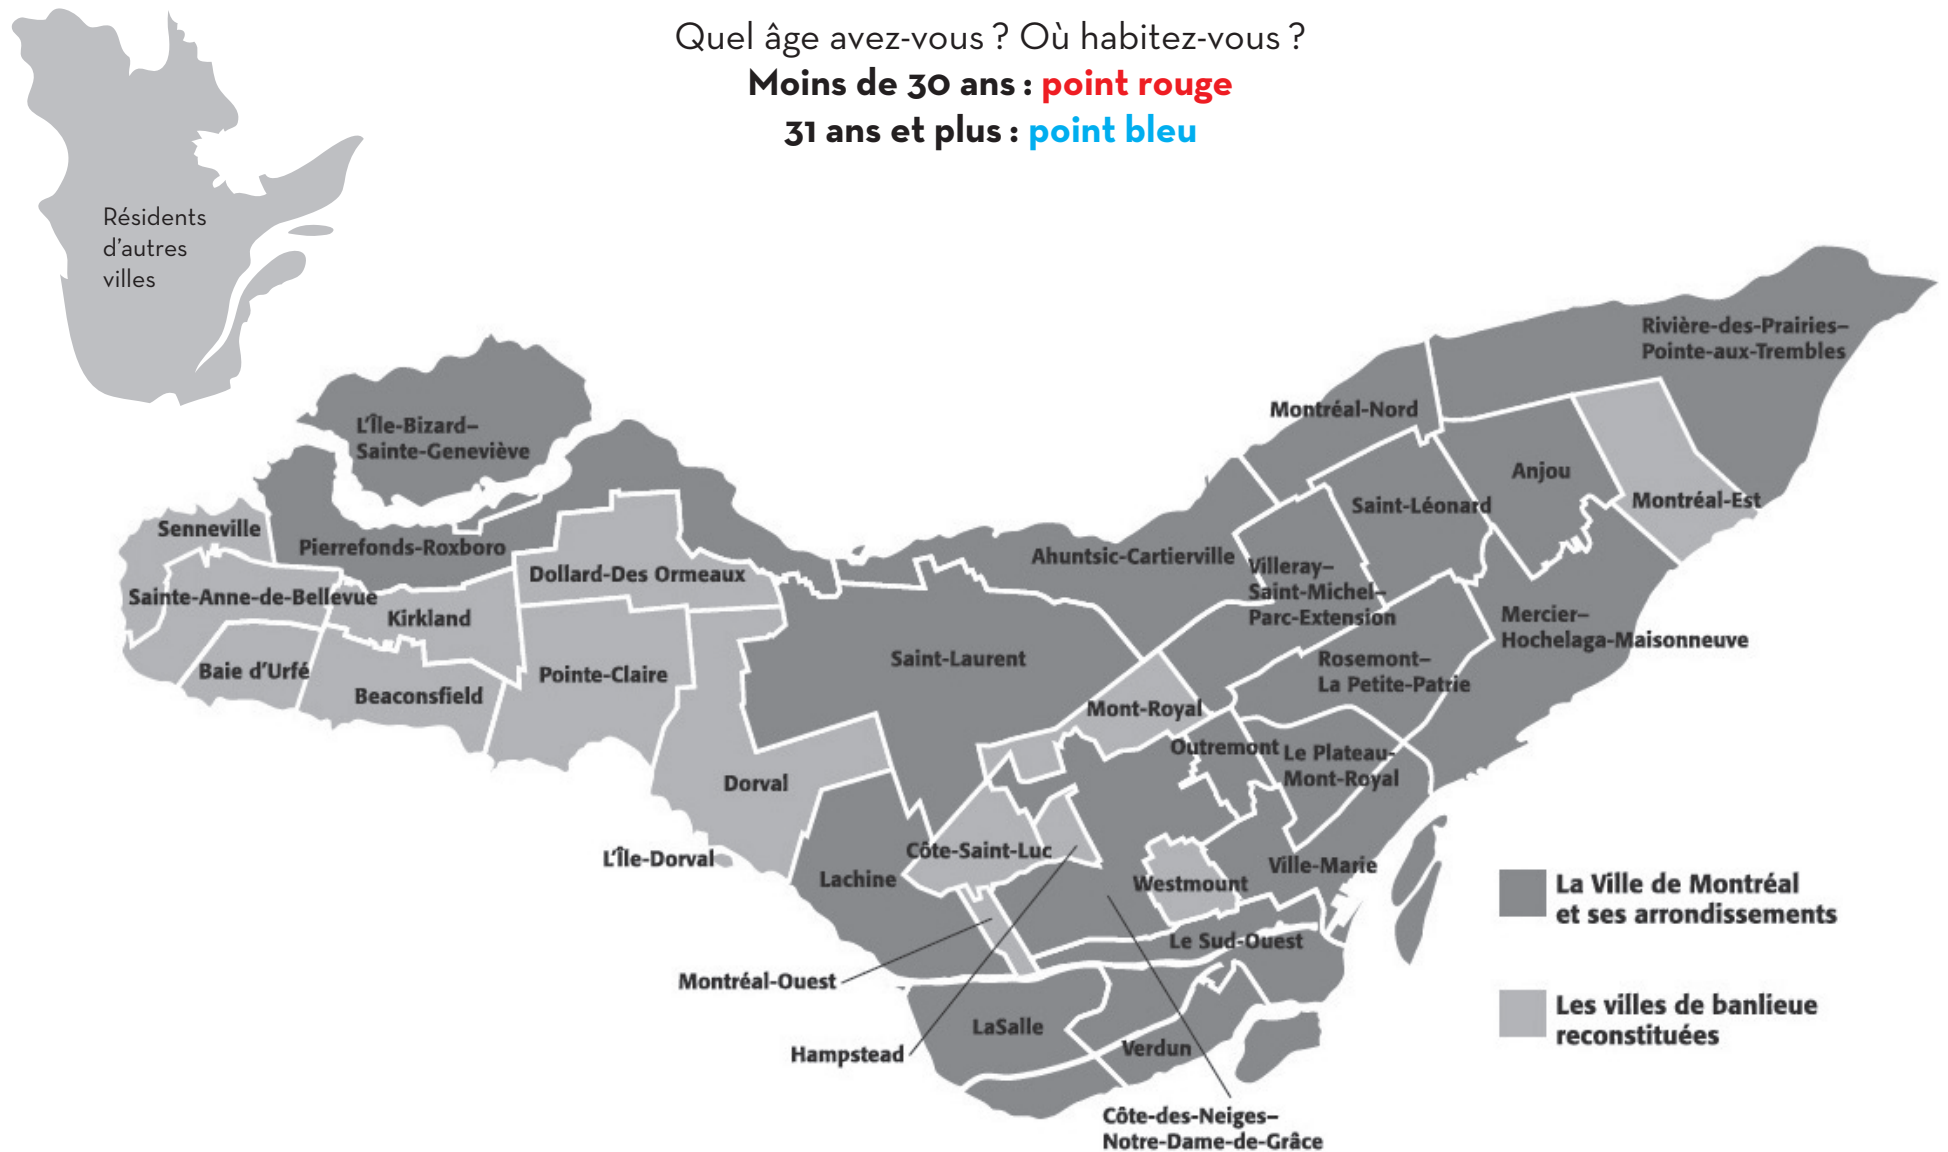 Quel âge avez-vous ? Où habitez-vous ?
Moins de 30 ans : point rouge
31 ans et plus : point bleu
Résidents
d'autres
villes
Rivière-des-Prairies–
Pointe-aux-Trembles
Montréal-Nord
L'Île-Bizard–
Sainte-Geneviève
Anjou
Montréal-Est
Saint-Léonard
Senneville
Pierrefonds-Roxboro
Ahuntsic-Cartierville
Villeray–
Saint-Michel–
Parc-Extension
Dollard-Des Ormeaux
Sainte-Anne-de-Bellevue
Kirkland
Mercier–
Hochelaga-Maisonneuve
Saint-Laurent
Rosemont–
La Petite-Patrie
Baie d'Urfé
Pointe-Claire
Beaconsfield
Mont-Royal
Outremont
Le Plateau-
Mont-Royal
Dorval
L'Île-Dorval
Côte-Saint-Luc
Lachine
Westmount
Ville-Marie
La Ville de Montréal
et ses arrondissements
Le Sud-Ouest
Montréal-Ouest
Les villes de banlieue
reconstituées
LaSalle
Hampstead
Verdun
Côte-des-Neiges–
Notre-Dame-de-Grâce